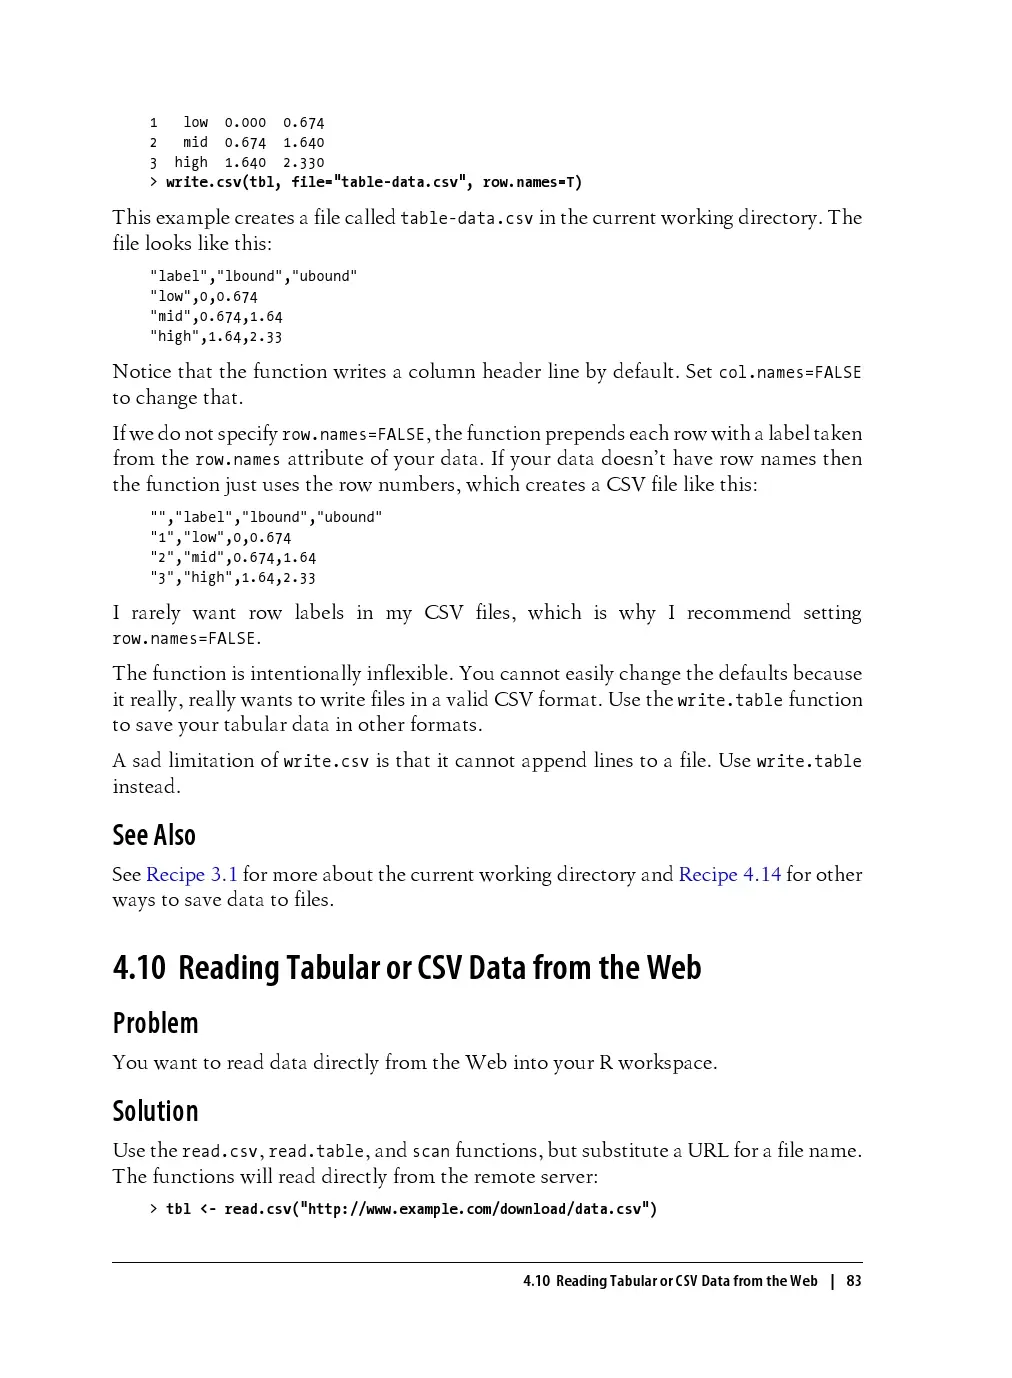 1   low  0.000  0.674
2   mid  0.674  1.640
3  high  1.640  2.330
> write.csv(tbl, file="table-data.csv", row.names=T)
This example creates a file called table-data.csv in the current working directory. The
file looks like this:
"label","lbound","ubound"
"low",0,0.674
"mid",0.674,1.64
"high",1.64,2.33
Notice that the function writes a column header line by default. Set col.names=FALSE
to change that.
If we do not specify row.names=FALSE, the function prepends each row with a label taken
from the row.names attribute of your data. If your data doesn’t have row names then
the function just uses the row numbers, which creates a CSV file like this:
"","label","lbound","ubound"
"1","low",0,0.674
"2","mid",0.674,1.64
"3","high",1.64,2.33
I rarely want row labels in my CSV files, which is why I recommend setting
row.names=FALSE.
The function is intentionally inflexible. You cannot easily change the defaults because
it really, really wants to write files in a valid CSV format. Use the write.table function
to save your tabular data in other formats.
A sad limitation of write.csv is that it cannot append lines to a file. Use write.table
instead.
See Also
See Recipe 3.1 for more about the current working directory and Recipe 4.14 for other
ways to save data to files.
4.10 Reading Tabular or CSV Data from the Web
Problem
You want to read data directly from the Web into your R workspace.
Solution
Use the read.csv, read.table, and scan functions, but substitute a URL for a file name.
The functions will read directly from the remote server:
> tbl <- read.csv("http://www.example.com/download/data.csv")
4.10 Reading Tabular or CSV Data from the Web | 83